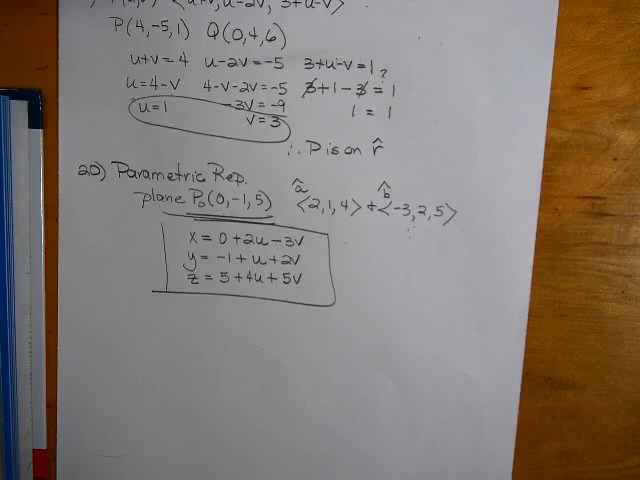 ⟨u+v, u-2v, 3+u-v⟩
P(4,-5,1) Q(0,4,6)
u+v=4 u-2v=-5 3+u-v=1?
u=4-v 4-v-2v=-5 3+1-3=1
u=1 -3v=-9 1=1
v=3
∴ P is on r̂
20) Parametric Rep.
plane P₀(0,-1,5) â ⟨2,1,4⟩ + b̂ ⟨-3,2,5⟩
x = 0+2u-3v
y = -1+u+2v
z = 5+4u+5v